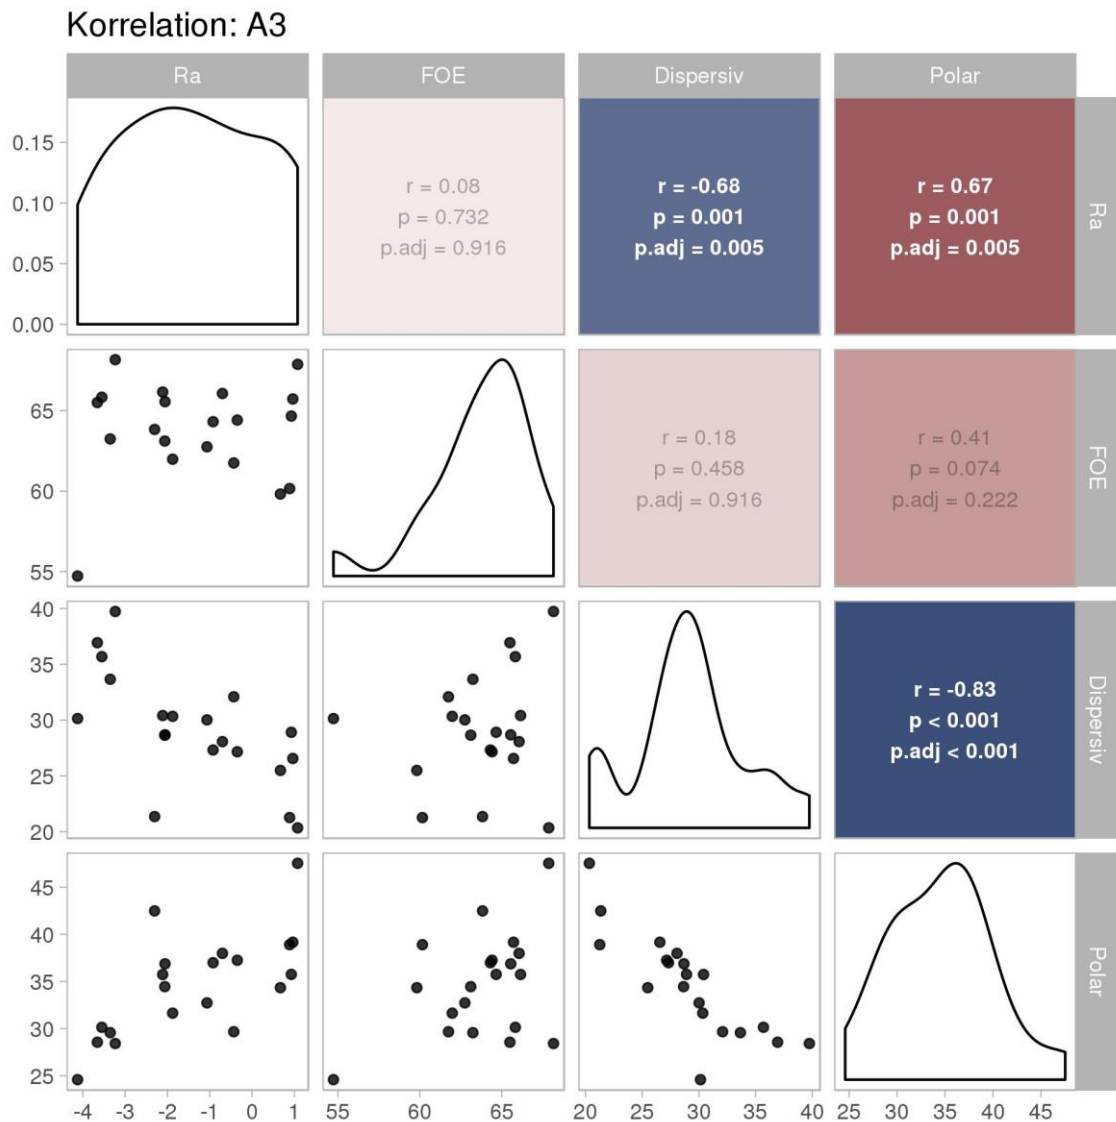 Korrelation: A3
Ra FOE Dispersiv Polar
0.15
0.10
0.05
0.00
r = 0.08
p = 0.732
p.adj = 0.916
r = -0.68
p = 0.001
p.adj = 0.005
r = 0.67
p = 0.001
p.adj = 0.005
Ra
65
60
55
r = 0.18
p = 0.458
p.adj = 0.916
r = 0.41
p = 0.074
p.adj = 0.222
FOE
40
35
30
25
20
r = -0.83
p < 0.001
p.adj < 0.001
Dispersiv
45
40
35
30
25
Polar
-4 -3 -2 -1 0 1 55 60 65 20 25 30 35 40 25 30 35 40 45